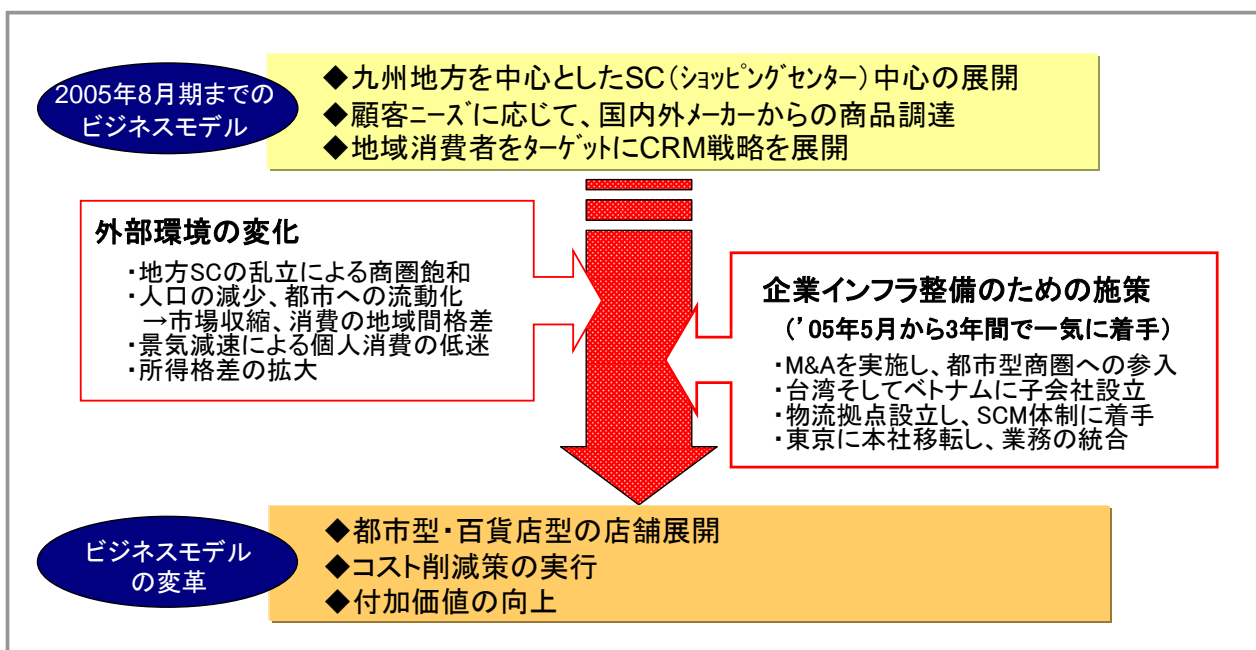 2005年8月期までの
ビジネスモデル
◆九州地方を中心としたSC(ｼｮｯﾋﾟﾝｸﾞｾﾝﾀｰ)中心の展開
◆顧客ﾆｰｽﾞに応じて、国内外ﾒｰｶｰからの商品調達
◆地域消費者をﾀｰｹﾞｯﾄにCRM戦略を展開
外部環境の変化
・地方SCの乱立による商圏飽和
・人口の減少、都市への流動化
→市場収縮、消費の地域間格差
・景気減速による個人消費の低迷
・所得格差の拡大
企業インフラ整備のための施策
(’05年5月から3年間で一気に着手)
・M&Aを実施し、都市型商圏への参入
・台湾そしてベトナムに子会社設立
・物流拠点設立し、SCM体制に着手
・東京に本社移転し、業務の統合
ビジネスモデル
の変革
◆都市型・百貨店型の店舗展開
◆コスト削減策の実行
◆付加価値の向上